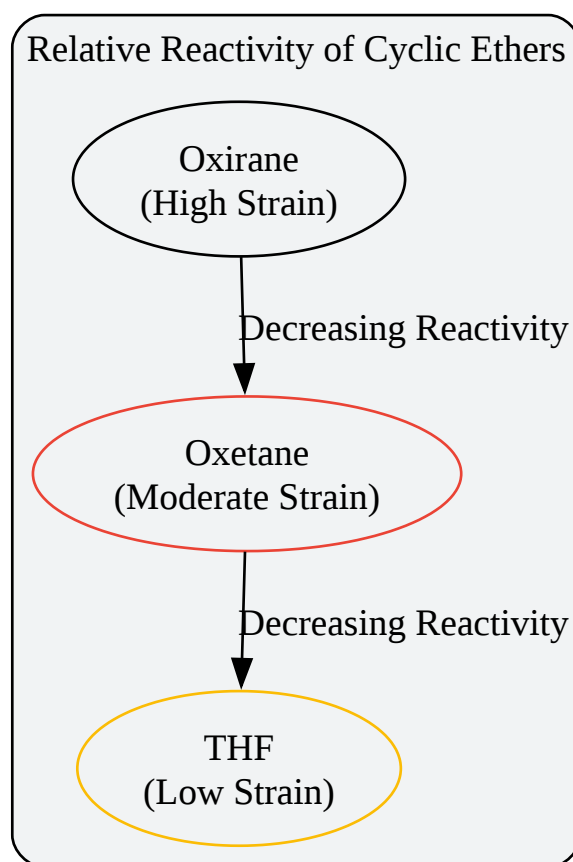 Relative Reactivity of Cyclic Ethers
Oxirane
(High Strain)
Decreasing Reactivity
Oxetane
(Moderate Strain)
Decreasing Reactivity
THF
(Low Strain)